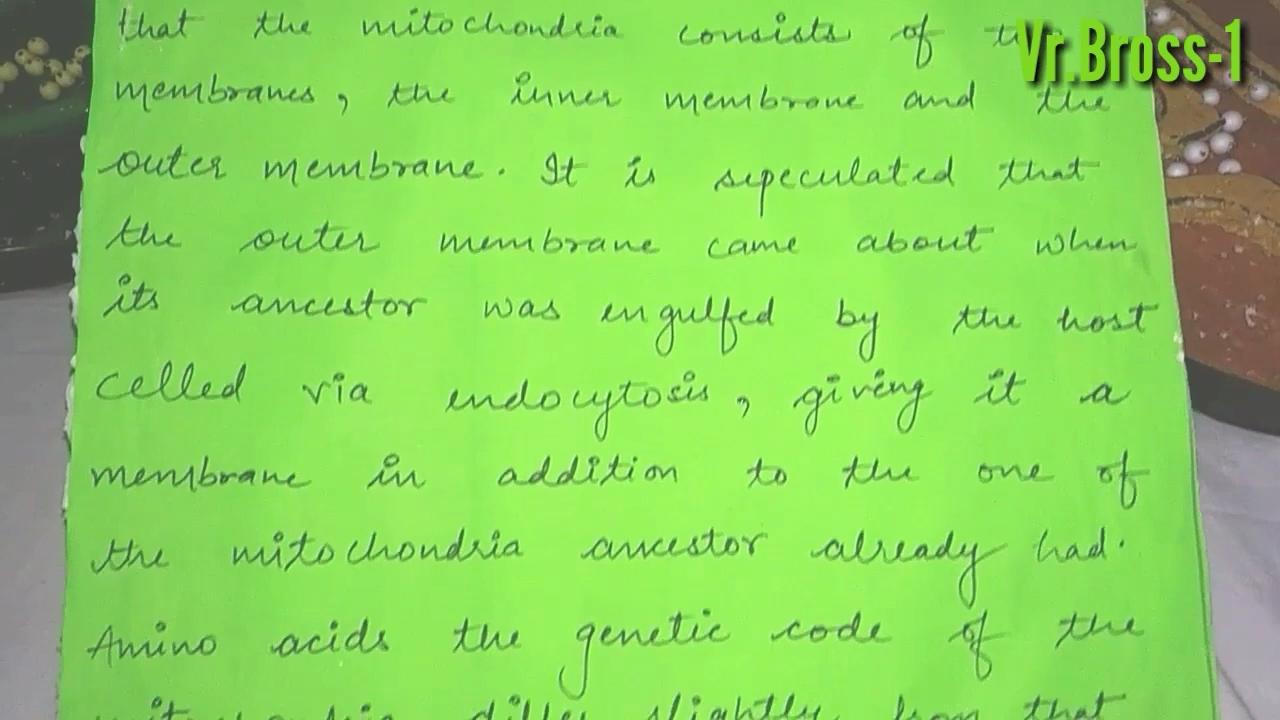 that the mitochondria consists of
Vr.Bross-1
membranes, the inner membrane and the
outer membrane. It is sepeculated that
the outer membrane came about when
its ancestor was engulfed by the host
celled via endocytosis, giving it a
membrane in addition to the one of
the mitochondria ancestor already had.
Amino acids the genetic code of the
slightly from that